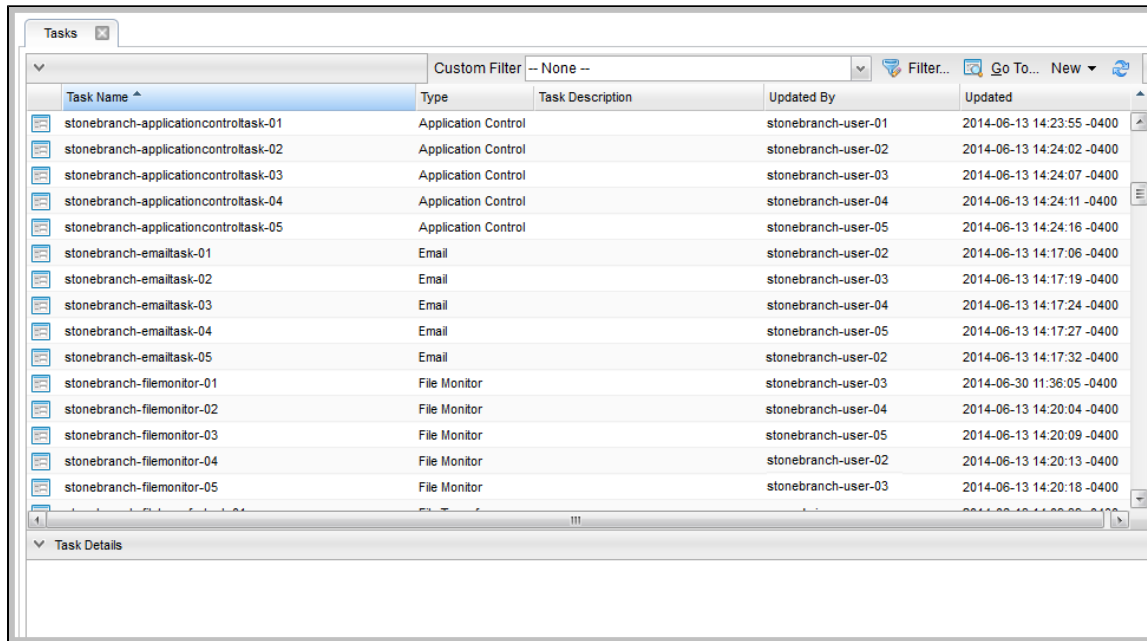 Tasks
Custom Filter -- None -- Filter... Go To... New
Task Name Type Task Description Updated By Updated
stonebranch-applicationcontroltask-01 Application Control stonebranch-user-01 2014-06-13 14:23:55 -0400
stonebranch-applicationcontroltask-02 Application Control stonebranch-user-02 2014-06-13 14:24:02 -0400
stonebranch-applicationcontroltask-03 Application Control stonebranch-user-03 2014-06-13 14:24:07 -0400
stonebranch-applicationcontroltask-04 Application Control stonebranch-user-04 2014-06-13 14:24:11 -0400
stonebranch-applicationcontroltask-05 Application Control stonebranch-user-05 2014-06-13 14:24:16 -0400
stonebranch-emailtask-01 Email stonebranch-user-02 2014-06-13 14:17:06 -0400
stonebranch-emailtask-02 Email stonebranch-user-03 2014-06-13 14:17:19 -0400
stonebranch-emailtask-03 Email stonebranch-user-04 2014-06-13 14:17:24 -0400
stonebranch-emailtask-04 Email stonebranch-user-05 2014-06-13 14:17:27 -0400
stonebranch-emailtask-05 Email stonebranch-user-02 2014-06-13 14:17:32 -0400
stonebranch-filemonitor-01 File Monitor stonebranch-user-03 2014-06-30 11:36:05 -0400
stonebranch-filemonitor-02 File Monitor stonebranch-user-04 2014-06-13 14:20:04 -0400
stonebranch-filemonitor-03 File Monitor stonebranch-user-05 2014-06-13 14:20:09 -0400
stonebranch-filemonitor-04 File Monitor stonebranch-user-02 2014-06-13 14:20:13 -0400
stonebranch-filemonitor-05 File Monitor stonebranch-user-03 2014-06-13 14:20:18 -0400
Task Details